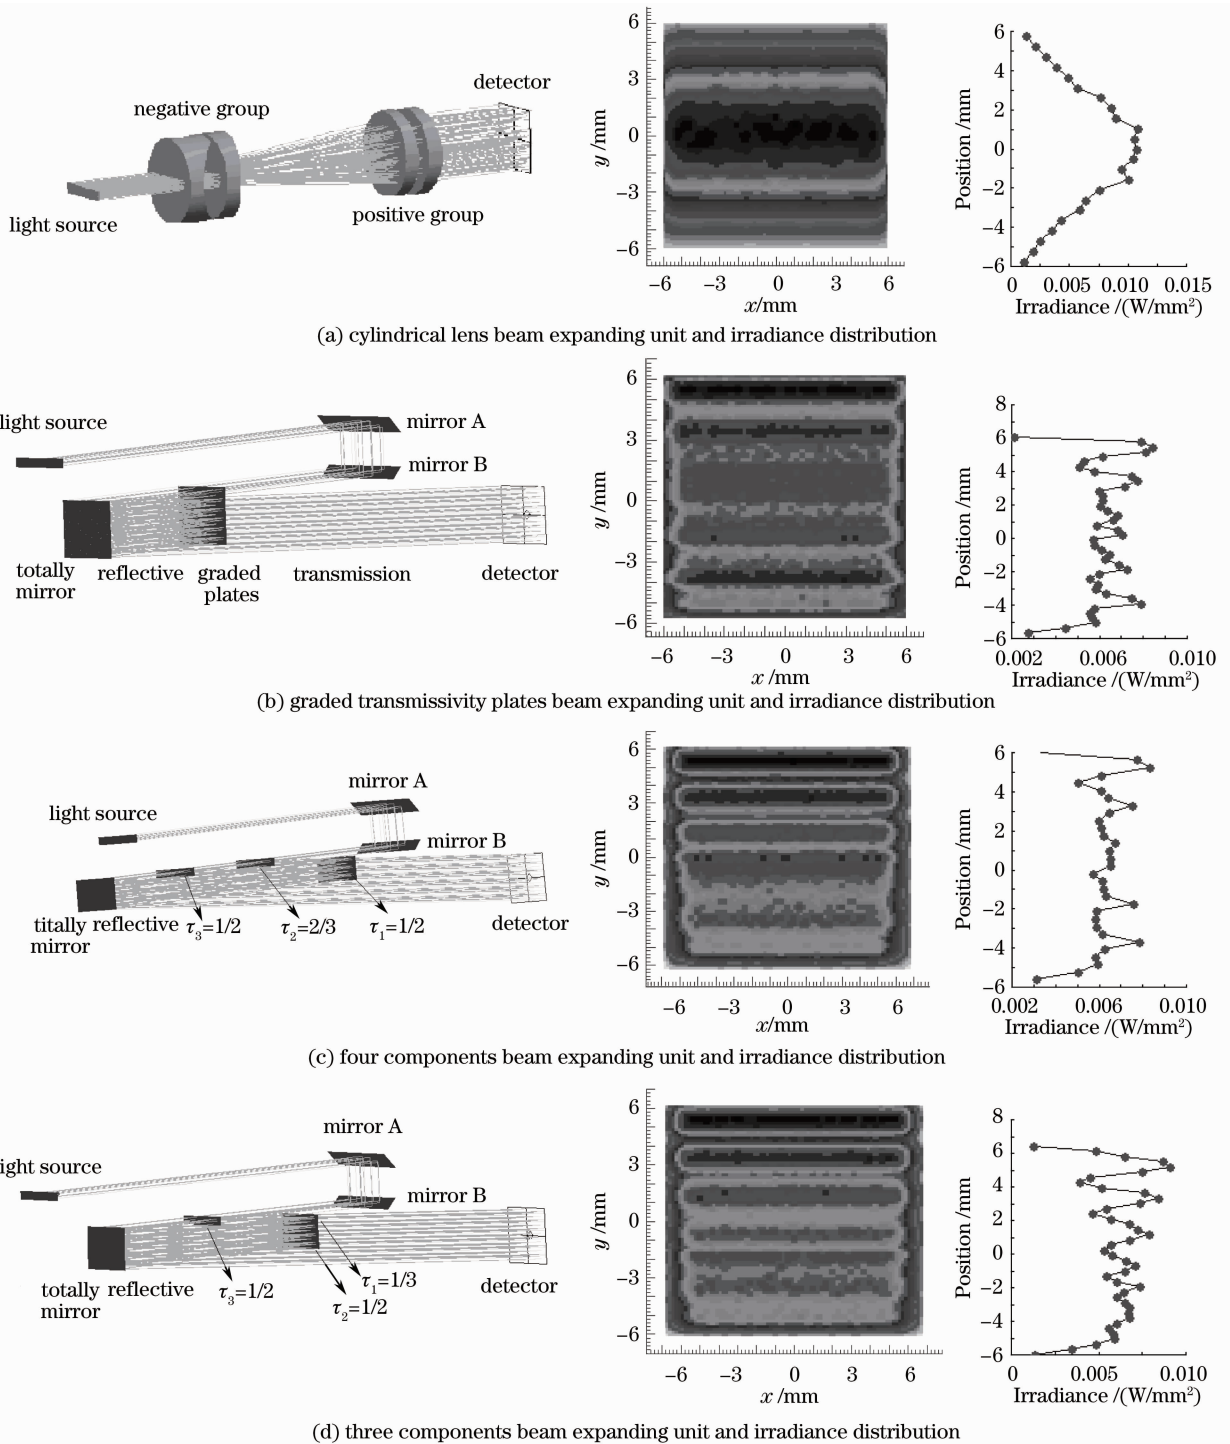 negative group
detector
light source
positive group
6
3
0
−3
−6
y/mm
−6 −3 0 3 6
x/mm
6
4
2
0
−2
−4
−6
Position /mm
0 0.005 0.010 0.015
Irradiance /(W/mm²)
(a) cylindrical lens beam expanding unit and irradiance distribution
light source
mirror A
mirror B
totally reflective graded transmission detector
mirror plates
6
3
0
−3
−6
y /mm
−6 −3 0 3 6
x /mm
8
6
4
2
0
−2
−4
−6
Position /mm
0.002 0.006 0.010
Irradiance /(W/mm²)
(b) graded transmissivity plates beam expanding unit and irradiance distribution
mirror A
light source
mirror B
titally reflective τ3=1/2 τ2=2/3 τ1=1/2 detector
mirror
6
3
0
−3
−6
y /mm
−6 −3 0 3 6
x/mm
6
4
2
0
−2
−4
−6
Position /mm
0.002 0.006 0.010
Irradiance /(W/mm²)
(c) four components beam expanding unit and irradiance distribution
mirror A
ight source
mirror B
totally reflective τ3=1/2 τ1=1/3 detector
mirror τ2=1/2
6
3
0
−3
−6
y /mm
−6 −3 0 3 6
x /mm
8
6
4
2
0
−2
−4
−6
Position /mm
0 0.005 0.010
Irradiance /(W/mm²)
(d) three components beam expanding unit and irradiance distribution